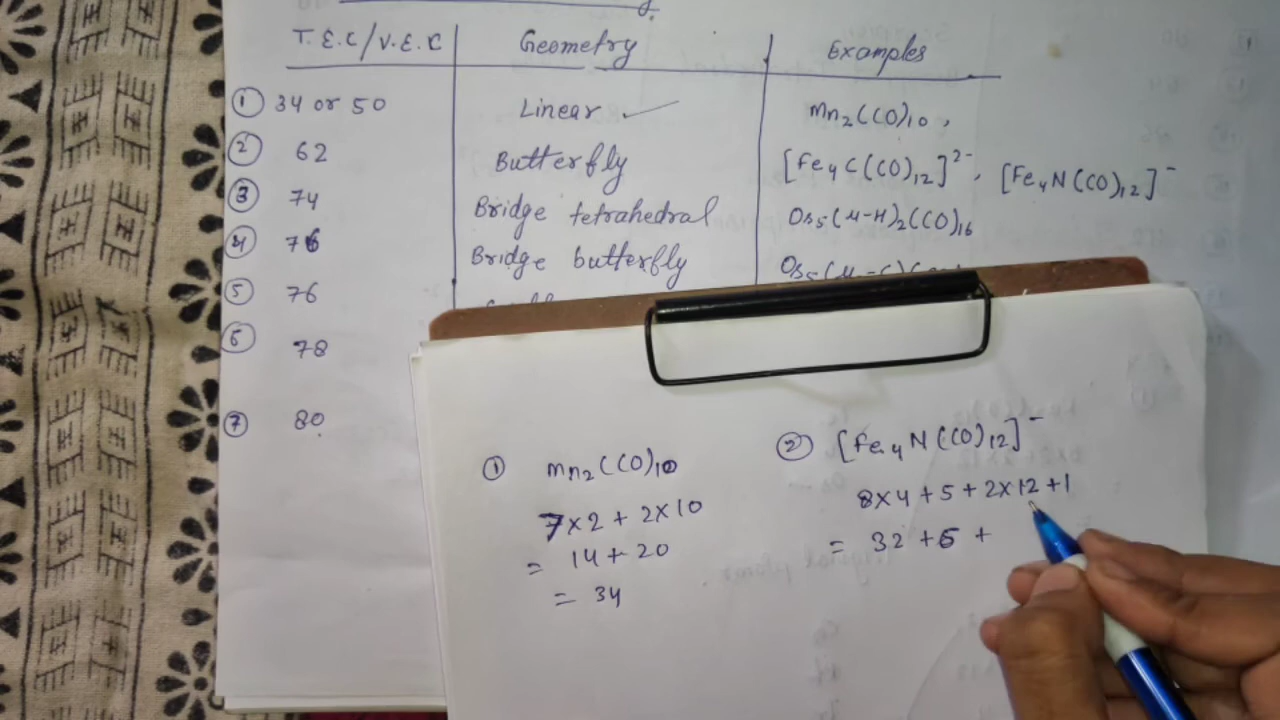 T.E.C/V.E.C Geometry Examples
① 34 or 50 Linear ✓ Mn₂(CO)₁₀,
② 62 Butterfly [Fe₄C(CO)₁₂]²⁻, [Fe₄N(CO)₁₂]⁻
③ 74 Bridge tetrahedral Os₅(μ-H)₂(CO)₁₆
④ 76 Bridge butterfly
⑤ 76
⑥ 78
⑦ 80
① Mn₂(CO)₁₀
7×2 + 2×10
= 14 + 20
= 34
② [Fe₄N(CO)₁₂]⁻
8×4 + 5 + 2×12 + 1
= 32 + 5 +